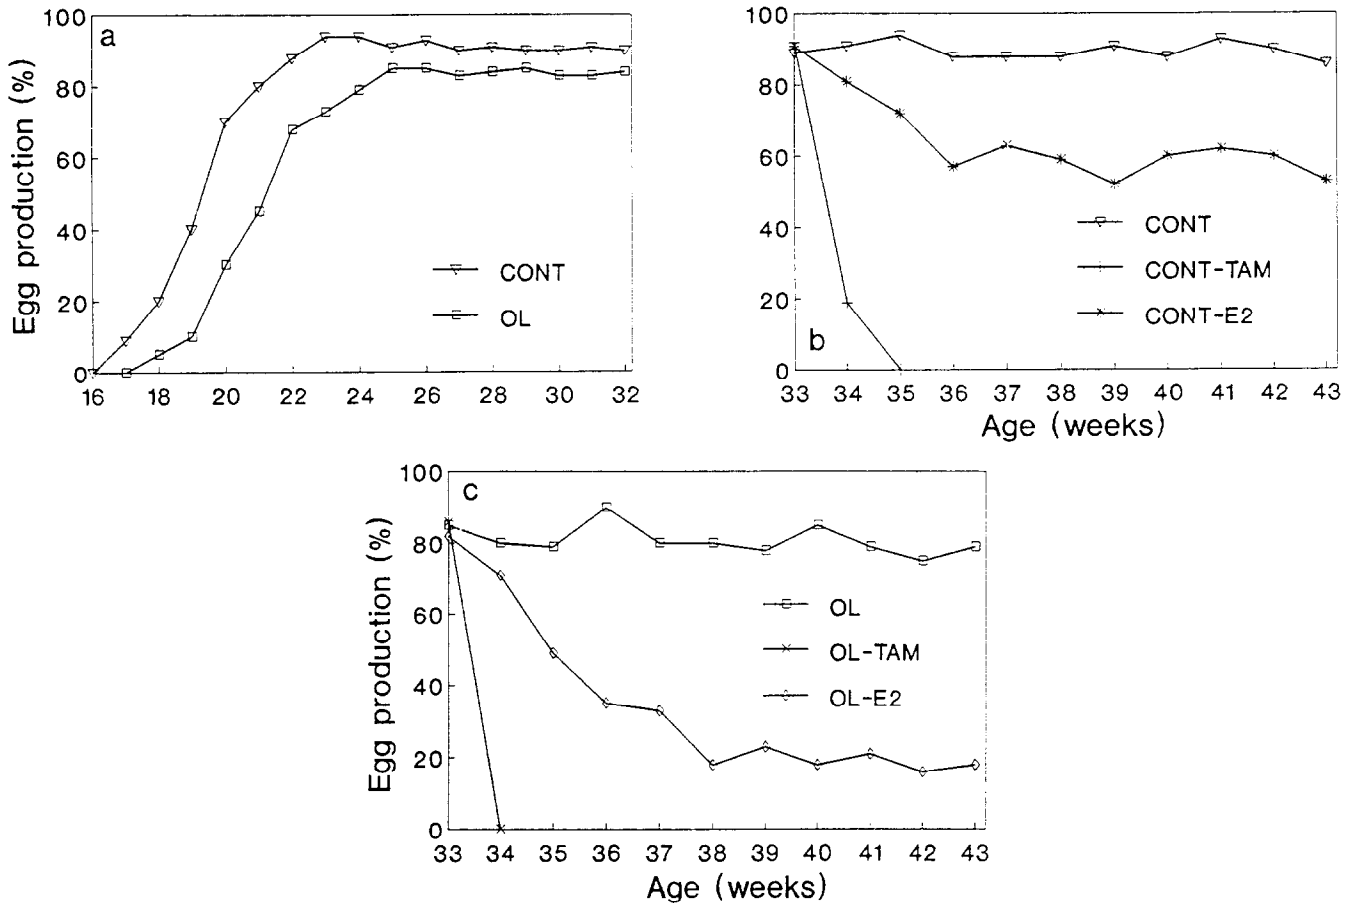 a
Egg production (%)
100
80
60
40
20
0
16 18 20 22 24 26 28 30 32
CONT
OL
b
100
80
60
40
20
0
33 34 35 36 37 38 39 40 41 42 43
Age (weeks)
CONT
CONT-TAM
CONT-E2
c
Egg production (%)
100
80
60
40
20
0
33 34 35 36 37 38 39 40 41 42 43
Age (weeks)
OL
OL-TAM
OL-E2